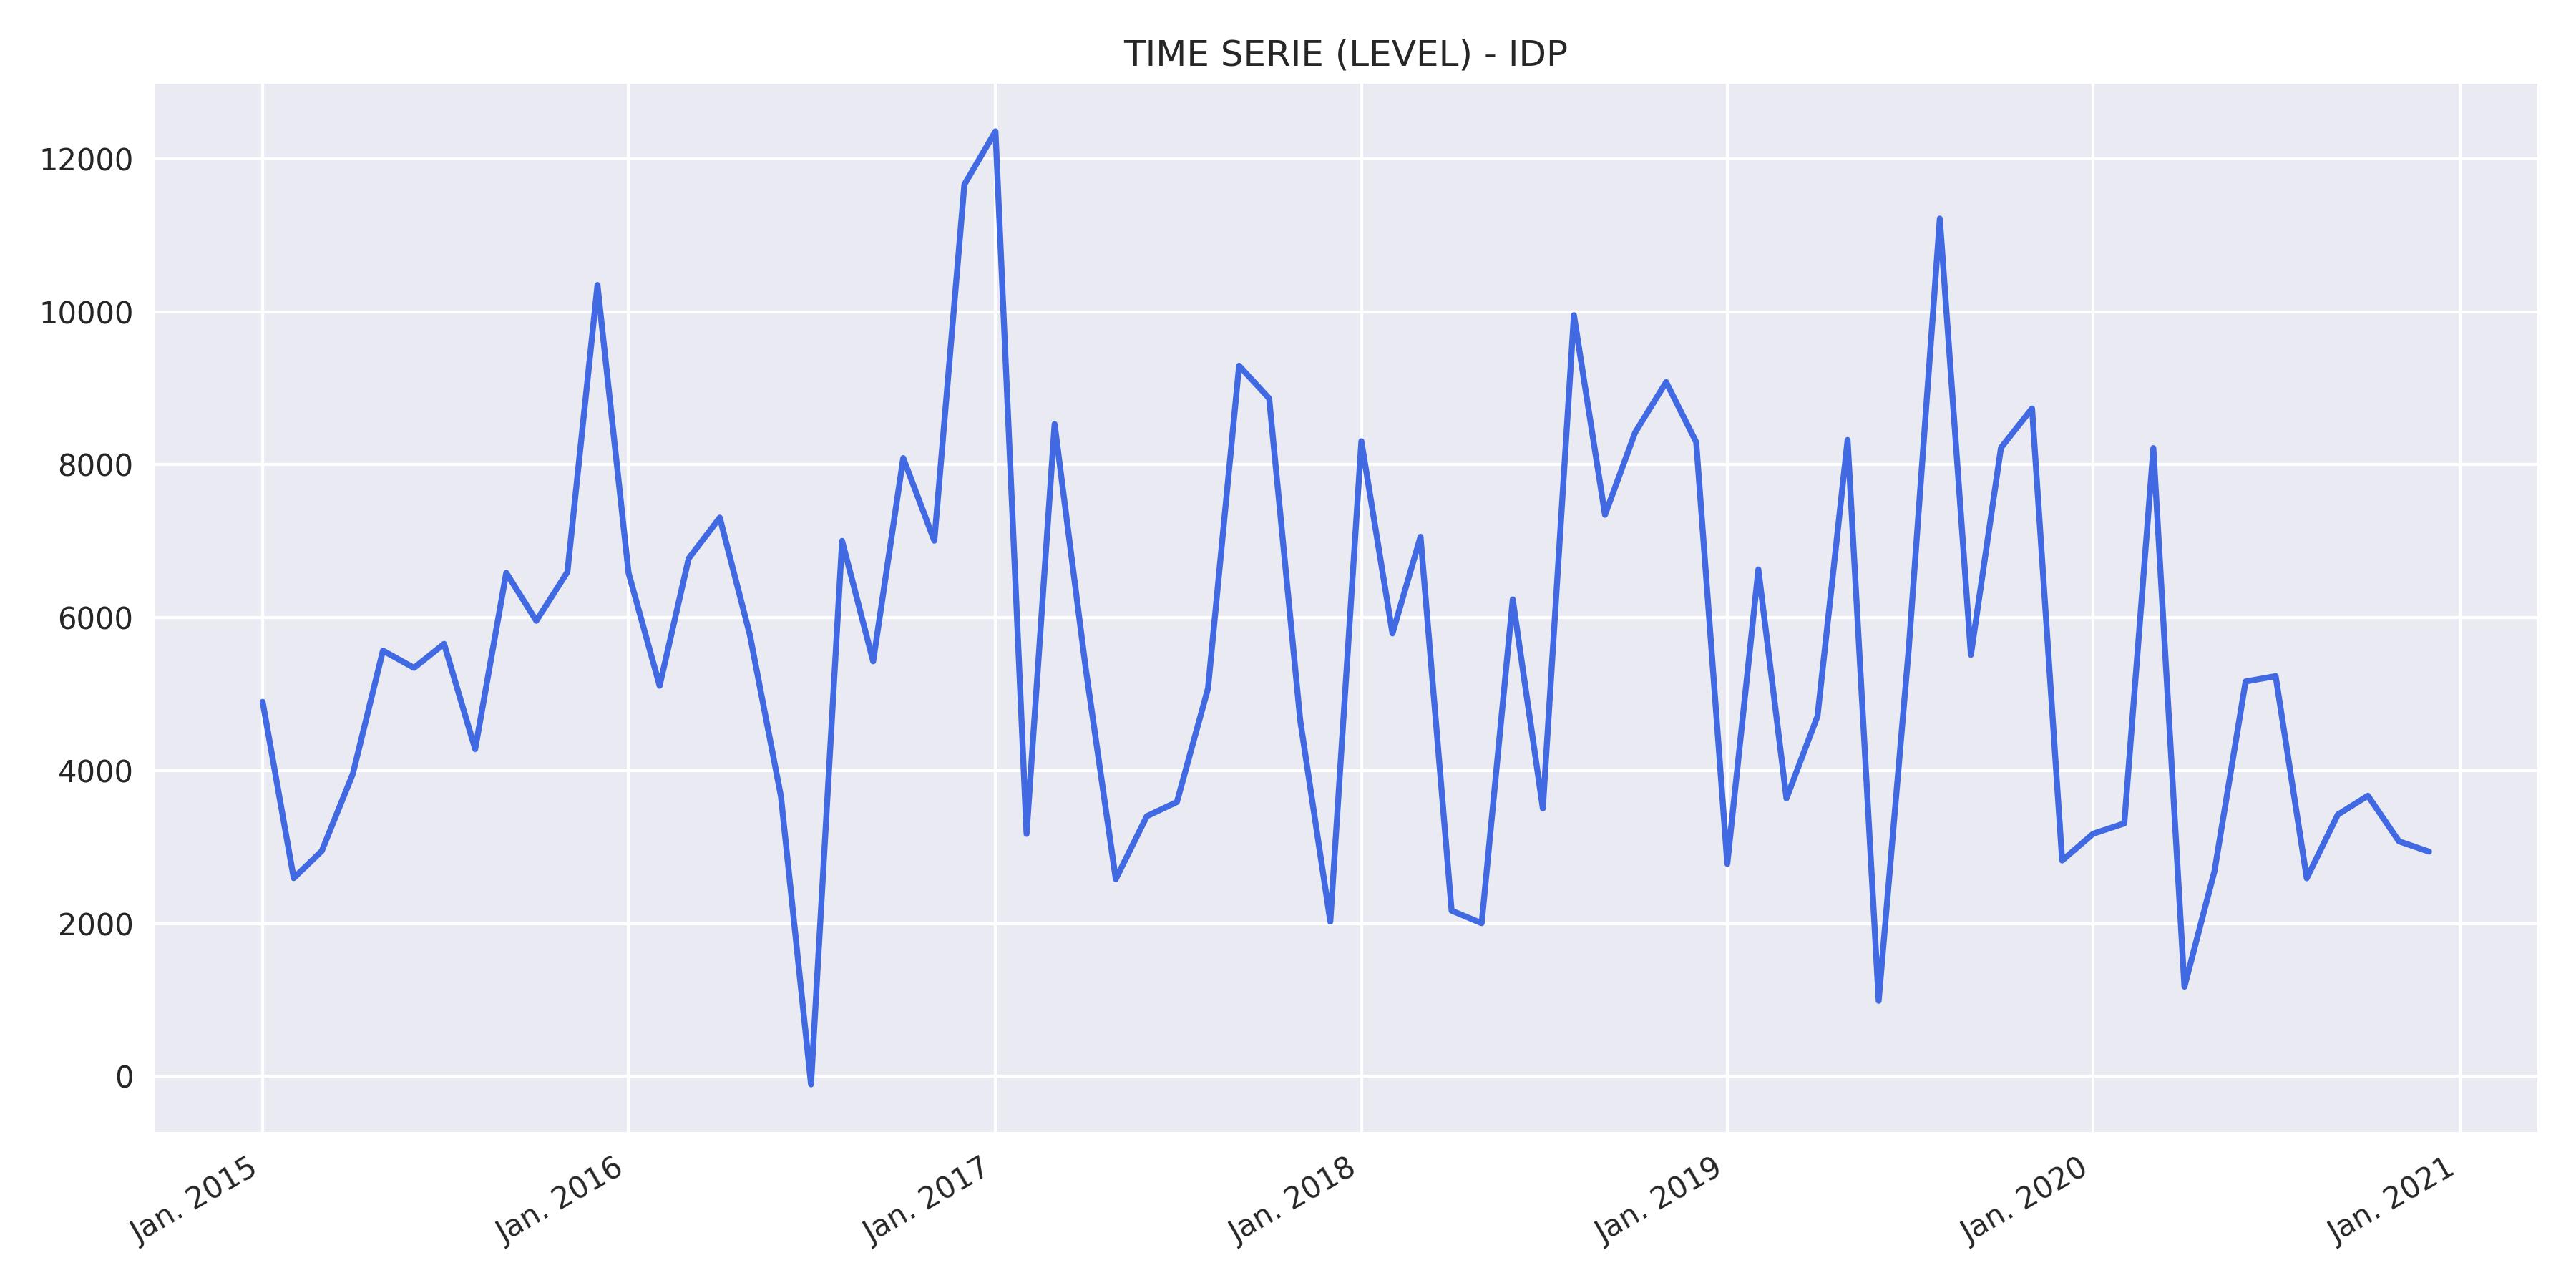 TIME SERIE (LEVEL) - IDP
12000
10000
8000
6000
4000
2000
0
Jan. 2015
Jan. 2016
Jan. 2017
Jan. 2018
Jan. 2019
Jan. 2020
Jan. 2021